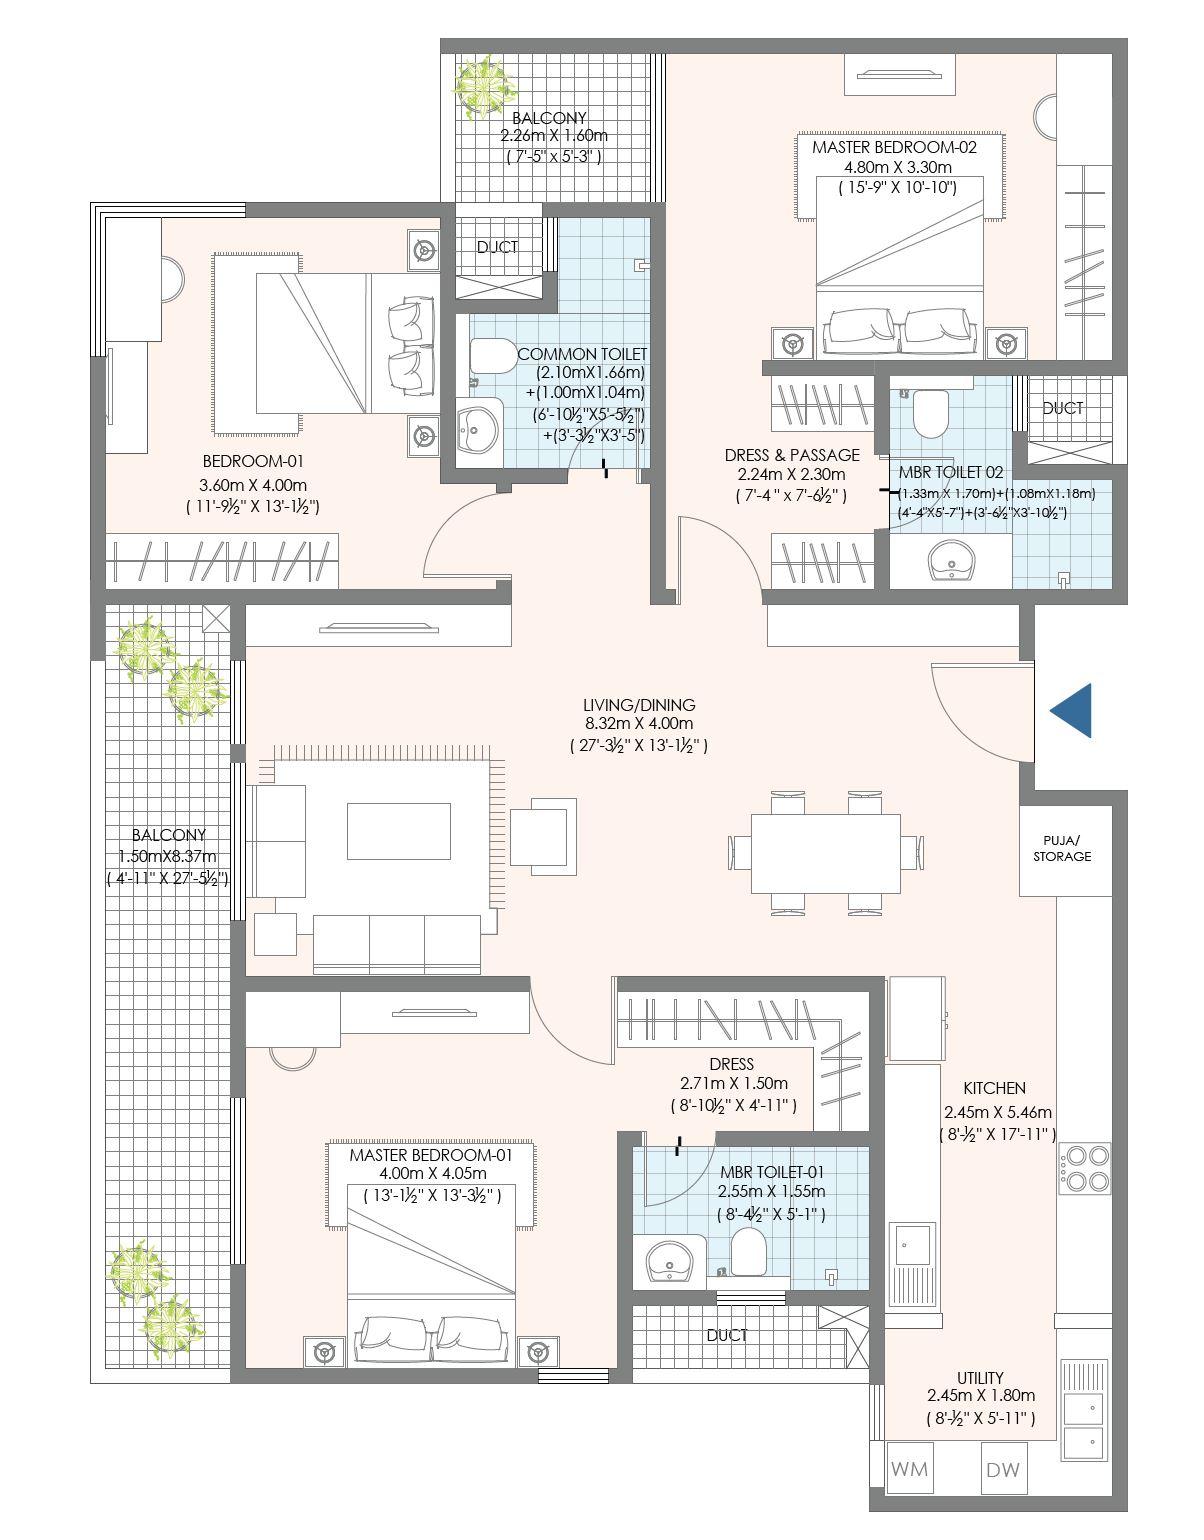 BALCONY
2.26m X 1.60m
( 7'-5" x 5'-3" )
MASTER BEDROOM-02
4.80m X 3.30m
( 15'-9" X 10'-10")
DUCT
COMMON TOILET
(2.10mX1.66m)
+(1.00mX1.04m)
(6'-10½"X5'-5½")
+(3'-3½"X3'-5")
BEDROOM-01
3.60m X 4.00m
( 11'-9½" X 13'-1½")
DRESS & PASSAGE
2.24m X 2.30m
( 7'-4 " x 7'-6½" )
DUCT
MBR TOILET 02
(1.33m X 1.70m)+(1.08mX1.18m)
(4'-4"X5'-7")+(3'-6½"X3'-10½")
LIVING/DINING
8.32m X 4.00m
( 27'-3½" X 13'-1½" )
BALCONY
1.50mX8.37m
( 4'-11" X 27'-5½")
PUJA/
STORAGE
DRESS
2.71m X 1.50m
( 8'-10½" X 4'-11" )
KITCHEN
2.45m X 5.46m
( 8'-½" X 17'-11" )
MASTER BEDROOM-01
4.00m X 4.05m
( 13'-1½" X 13'-3½" )
MBR TOILET-01
2.55m X 1.55m
( 8'-4½" X 5'-1" )
DUCT
UTILITY
2.45m X 1.80m
( 8'-½" X 5'-11" )
WM
DW